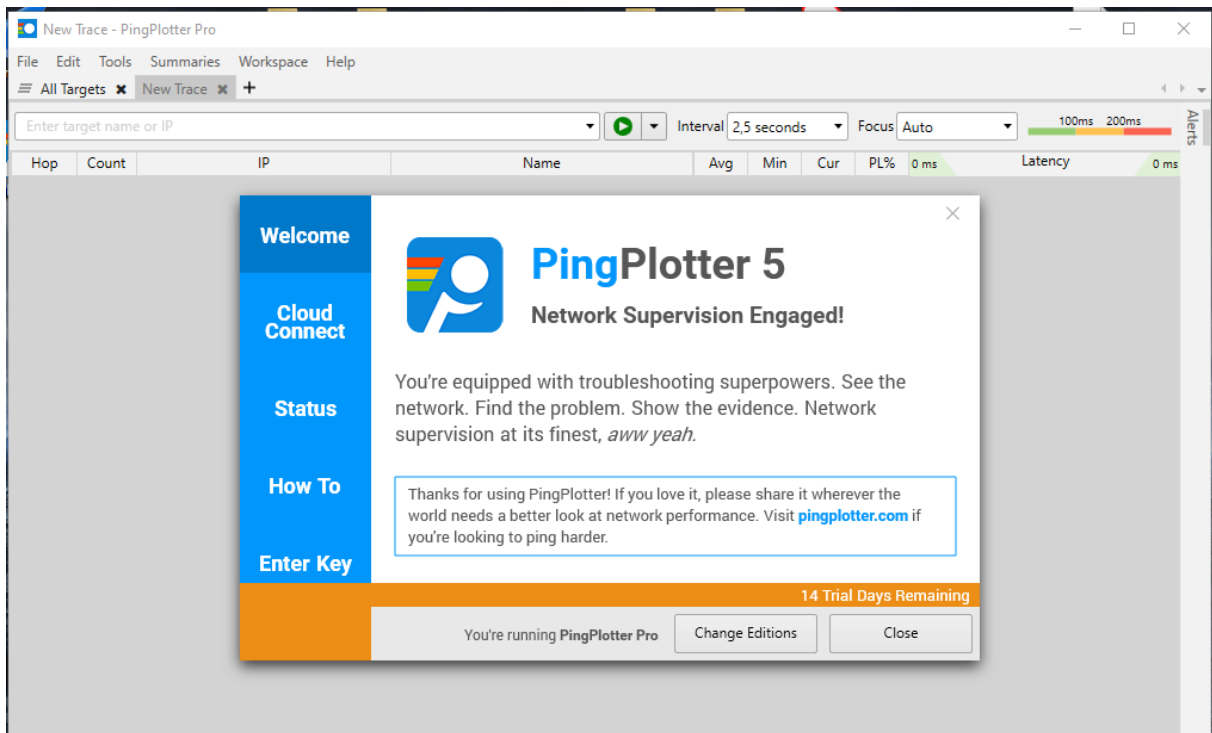 New Trace - PingPlotter Pro
File Edit Tools Summaries Workspace Help
All Targets New Trace
Enter target name or IP Interval 2,5 seconds Focus Auto 100ms 200ms
Alerts
Hop Count IP Name Avg Min Cur PL% 0 ms Latency 0 ms
Welcome
Cloud
Connect
Status
How To
Enter Key
PingPlotter 5
Network Supervision Engaged!
You're equipped with troubleshooting superpowers. See the
network. Find the problem. Show the evidence. Network
supervision at its finest, aww yeah.
Thanks for using PingPlotter! If you love it, please share it wherever the
world needs a better look at network performance. Visit pingplotter.com if
you're looking to ping harder.
14 Trial Days Remaining
You're running PingPlotter Pro Change Editions Close